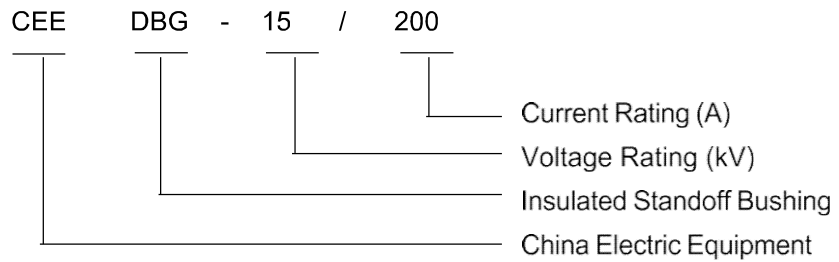 CEE DBG - 15 / 200
Current Rating (A)
Voltage Rating (kV)
Insulated Standoff Bushing
China Electric Equipment